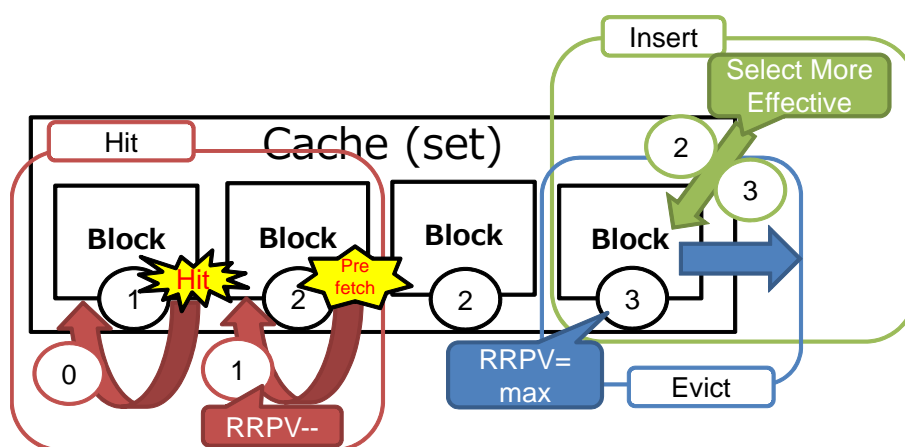 Insert
Select More
Effective
Hit
Cache (set)
2
3
Block
Block
Block
Block
Hit
Pre
fetch
1
2
2
3
0
1
RRPV--
RRPV=
max
Evict